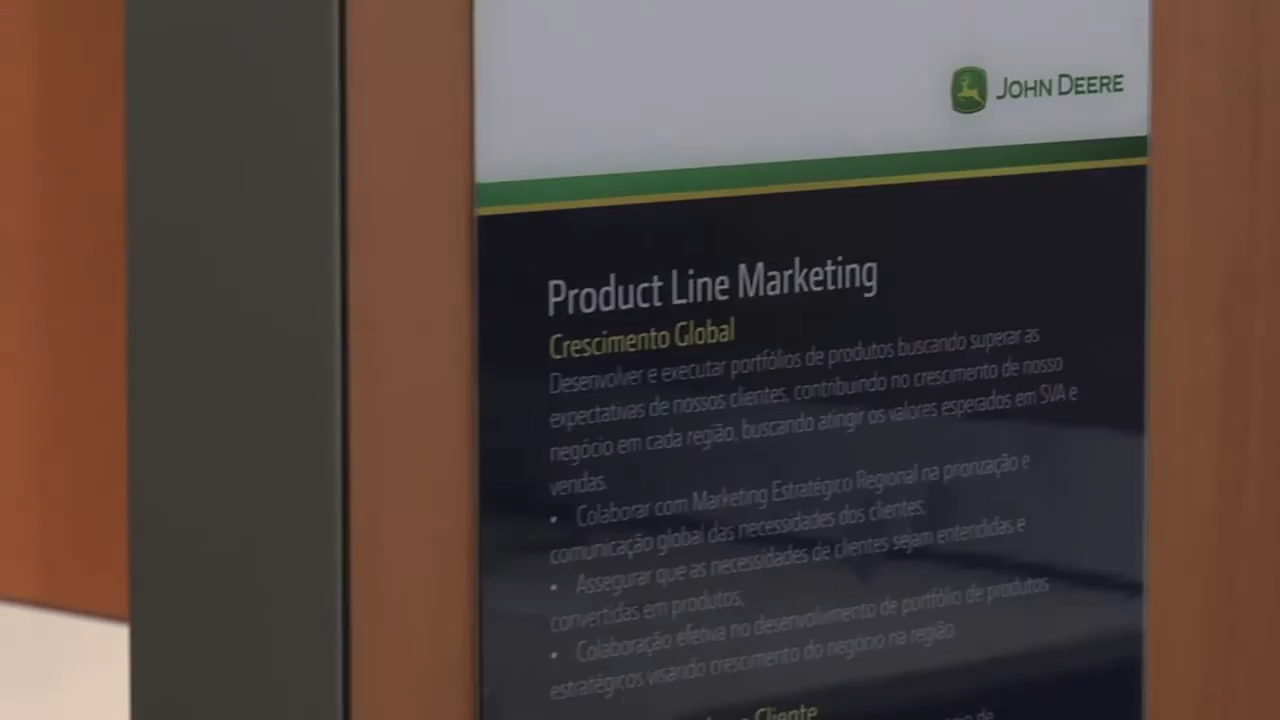 JOHN DEERE
Product Line Marketing
Crescimento Global
Desenvolver e executar portfólios de produtos buscando superar as
expectativas de nossos clientes, contribuindo no crescimento de nosso
negócio em cada região, buscando atingir os valores esperados em SVA e
vendas.
• Colaborar com Marketing Estratégico Regional na priorização e
comunicação global das necessidades dos clientes;
• Assegurar que as necessidades de clientes sejam entendidas e
convertidas em produtos;
• Colaboração efetiva no desenvolvimento de portfólio de produtos
estratégicos visando crescimento do negócio na região
Cliente